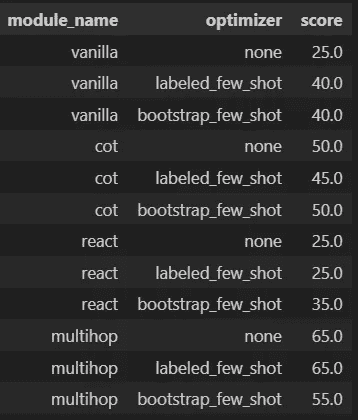 module_name optimizer score
vanilla none 25.0
vanilla labeled_few_shot 40.0
vanilla bootstrap_few_shot 40.0
cot none 50.0
cot labeled_few_shot 45.0
cot bootstrap_few_shot 50.0
react none 25.0
react labeled_few_shot 25.0
react bootstrap_few_shot 35.0
multihop none 65.0
multihop labeled_few_shot 65.0
multihop bootstrap_few_shot 55.0